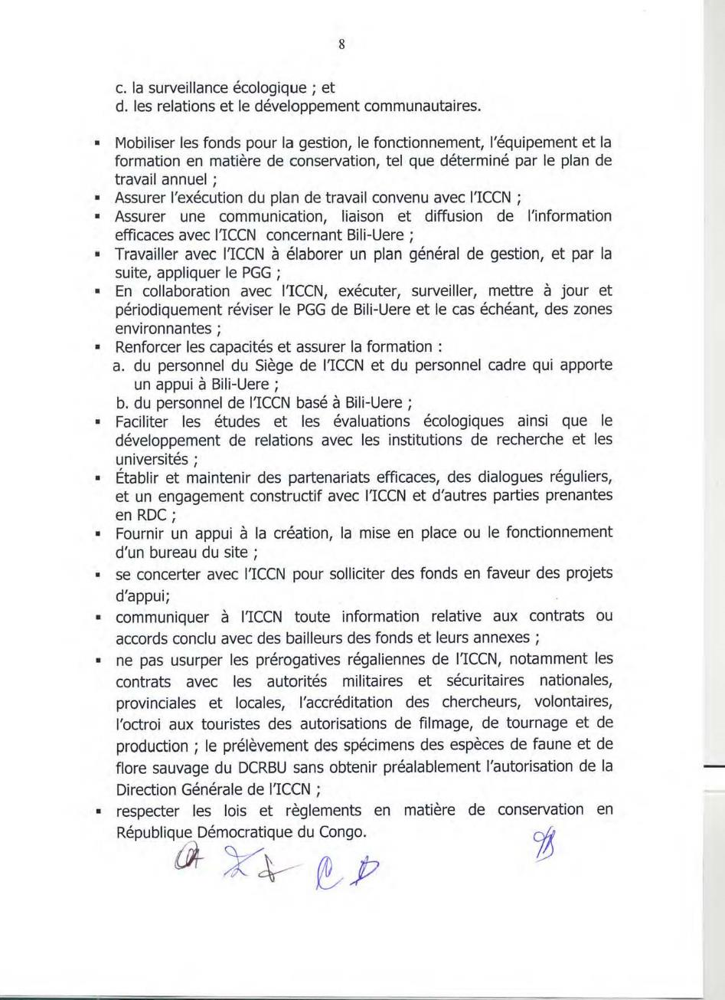 8
c. la surveillance écologique ; et
d. les relations et le développement communautaires.
▪ Mobiliser les fonds pour la gestion, le fonctionnement, l'équipement et la
formation en matière de conservation, tel que déterminé par le plan de
travail annuel ;
▪ Assurer l'exécution du plan de travail convenu avec l'ICCN ;
▪ Assurer une communication, liaison et diffusion de l'information
efficaces avec l'ICCN concernant Bili-Uere ;
▪ Travailler avec l'ICCN à élaborer un plan général de gestion, et par la
suite, appliquer le PGG ;
▪ En collaboration avec l'ICCN, exécuter, surveiller, mettre à jour et
périodiquement réviser le PGG de Bili-Uere et le cas échéant, des zones
environnantes ;
▪ Renforcer les capacités et assurer la formation :
a. du personnel du Siège de l'ICCN et du personnel cadre qui apporte
un appui à Bili-Uere ;
b. du personnel de l'ICCN basé à Bili-Uere ;
▪ Faciliter les études et les évaluations écologiques ainsi que le
développement de relations avec les institutions de recherche et les
universités ;
▪ Établir et maintenir des partenariats efficaces, des dialogues réguliers,
et un engagement constructif avec l'ICCN et d'autres parties prenantes
en RDC ;
▪ Fournir un appui à la création, la mise en place ou le fonctionnement
d'un bureau du site ;
▪ se concerter avec l'ICCN pour solliciter des fonds en faveur des projets
d'appui;
▪ communiquer à l'ICCN toute information relative aux contrats ou
accords conclu avec des bailleurs des fonds et leurs annexes ;
▪ ne pas usurper les prérogatives régaliennes de l'ICCN, notamment les
contrats avec les autorités militaires et sécuritaires nationales,
provinciales et locales, l'accréditation des chercheurs, volontaires,
l'octroi aux touristes des autorisations de filmage, de tournage et de
production ; le prélèvement des spécimens des espèces de faune et de
flore sauvage du DCRBU sans obtenir préalablement l'autorisation de la
Direction Générale de l'ICCN ;
▪ respecter les lois et règlements en matière de conservation en
République Démocratique du Congo.